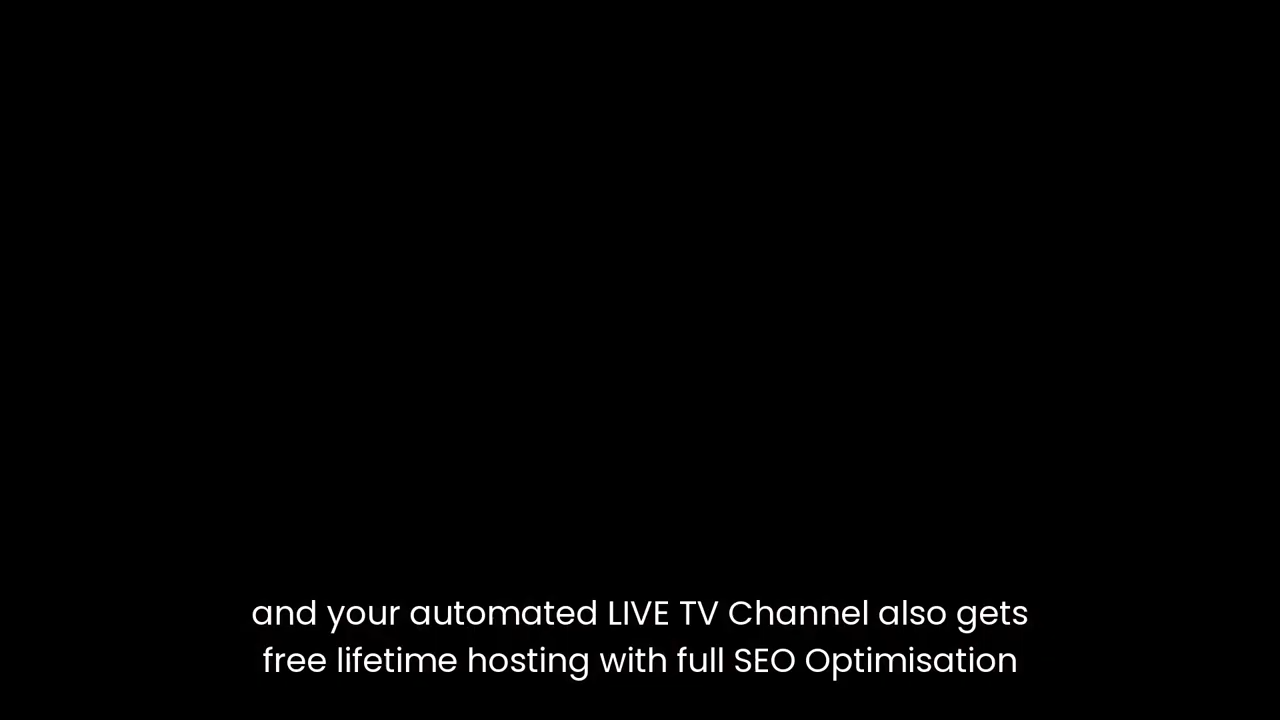 and your automated LIVE TV Channel also gets
free lifetime hosting with full SEO Optimisation